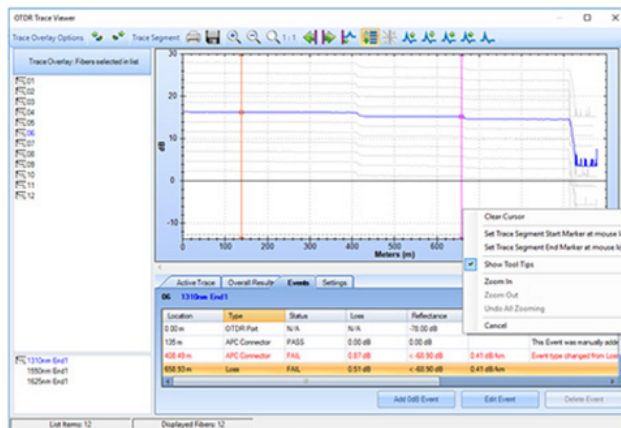 OTDR Trace Viewer
Trace Overlay Options
Trace Segment:
1:1
Trace Overlay: Fibers selected in list
01
02
03
04
05
06
07
08
09
10
11
12
30
20
10
0
-10
dB
0 100 200 300 400 500 600
Meters (m)
Clear Cursor
Set Trace Segment Start Marker at mouse l
Set Trace Segment End Marker at mouse l
Show Tool Tips
Zoom In
Zoom Out
Undo All Zooming
Cancel
Active Trace Overall Results Events Settings
06 1310nm End1
Location Type Status Loss Reflectance
0.00 m OTDR Port N/A N/A -78.00 dB
135 m APC Connector PASS 0.00 dB 0.00 dB This Event was manually adde
408.49 m APC Connector FAIL 0.87 dB < -60.90 dB 0.41 dB/km Event type changed from Loss
658.93 m Loss FAIL 0.51 dB < -60.90 dB 0.41 dB/km
1310nm End1
1550nm End1
1625nm End1
Add 0dB Event Edit Event Delete Event
List Items: 12 Displayed Fibers: 12